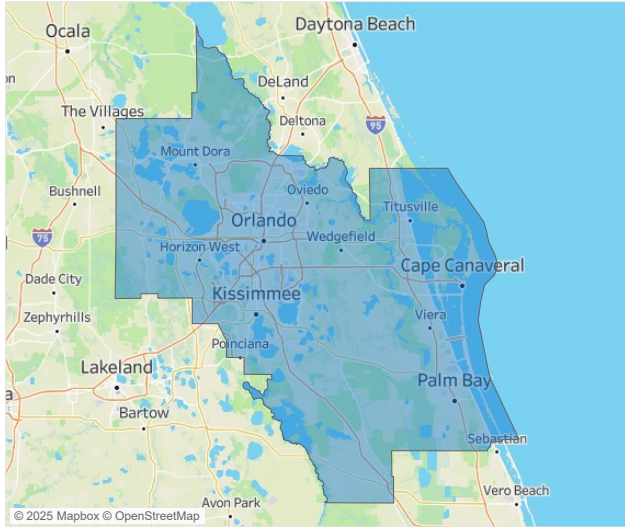 Daytona Beach
Ocala
DeLand
The Villages
Deltona
95
Mount Dora
Bushnell
Oviedo
Titusville
Orlando
75
Horizon West
Wedgefield
Cape Canaveral
Dade City
Kissimmee
Zephyrhills
Viera
Poinciana
Lakeland
Palm Bay
Bartow
Sebastian
Avon Park
Vero Beach
© 2025 Mapbox © OpenStreetMap